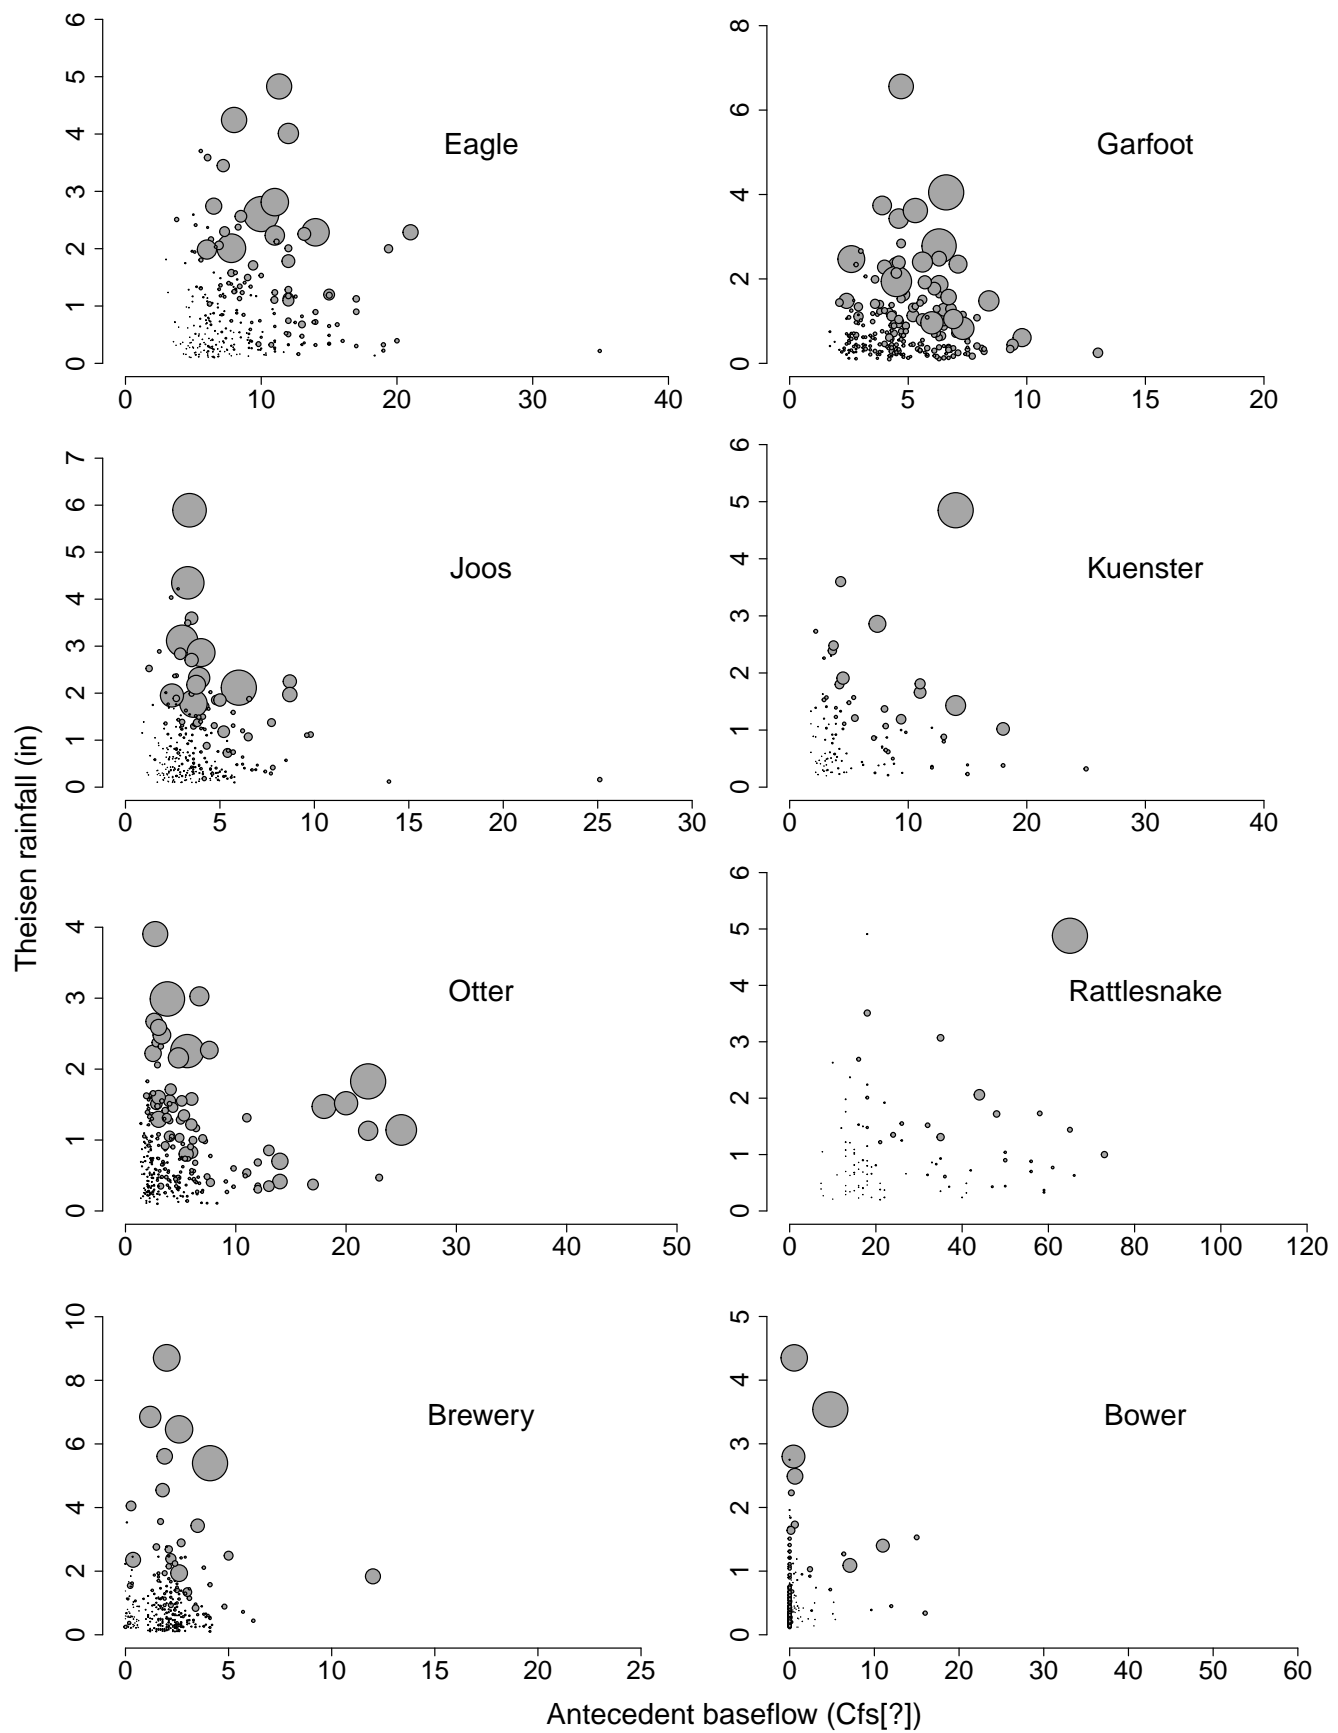 6
5
4
3
2
1
0
Eagle
0 10 20 30 40
8
6
4
2
0
Garfoot
0 5 10 15 20
7
6
5
4
3
2
1
0
Joos
0 5 10 15 20 25 30
6
5
4
3
2
1
0
Kuenster
0 10 20 30 40
Theisen rainfall (in)
4
3
2
1
0
Otter
0 10 20 30 40 50
6
5
4
3
2
1
0
Rattlesnake
0 20 40 60 80 100 120
10
8
6
4
2
0
Brewery
0 5 10 15 20 25
5
4
3
2
1
0
Bower
0 10 20 30 40 50 60
Antecedent baseflow (Cfs[?])